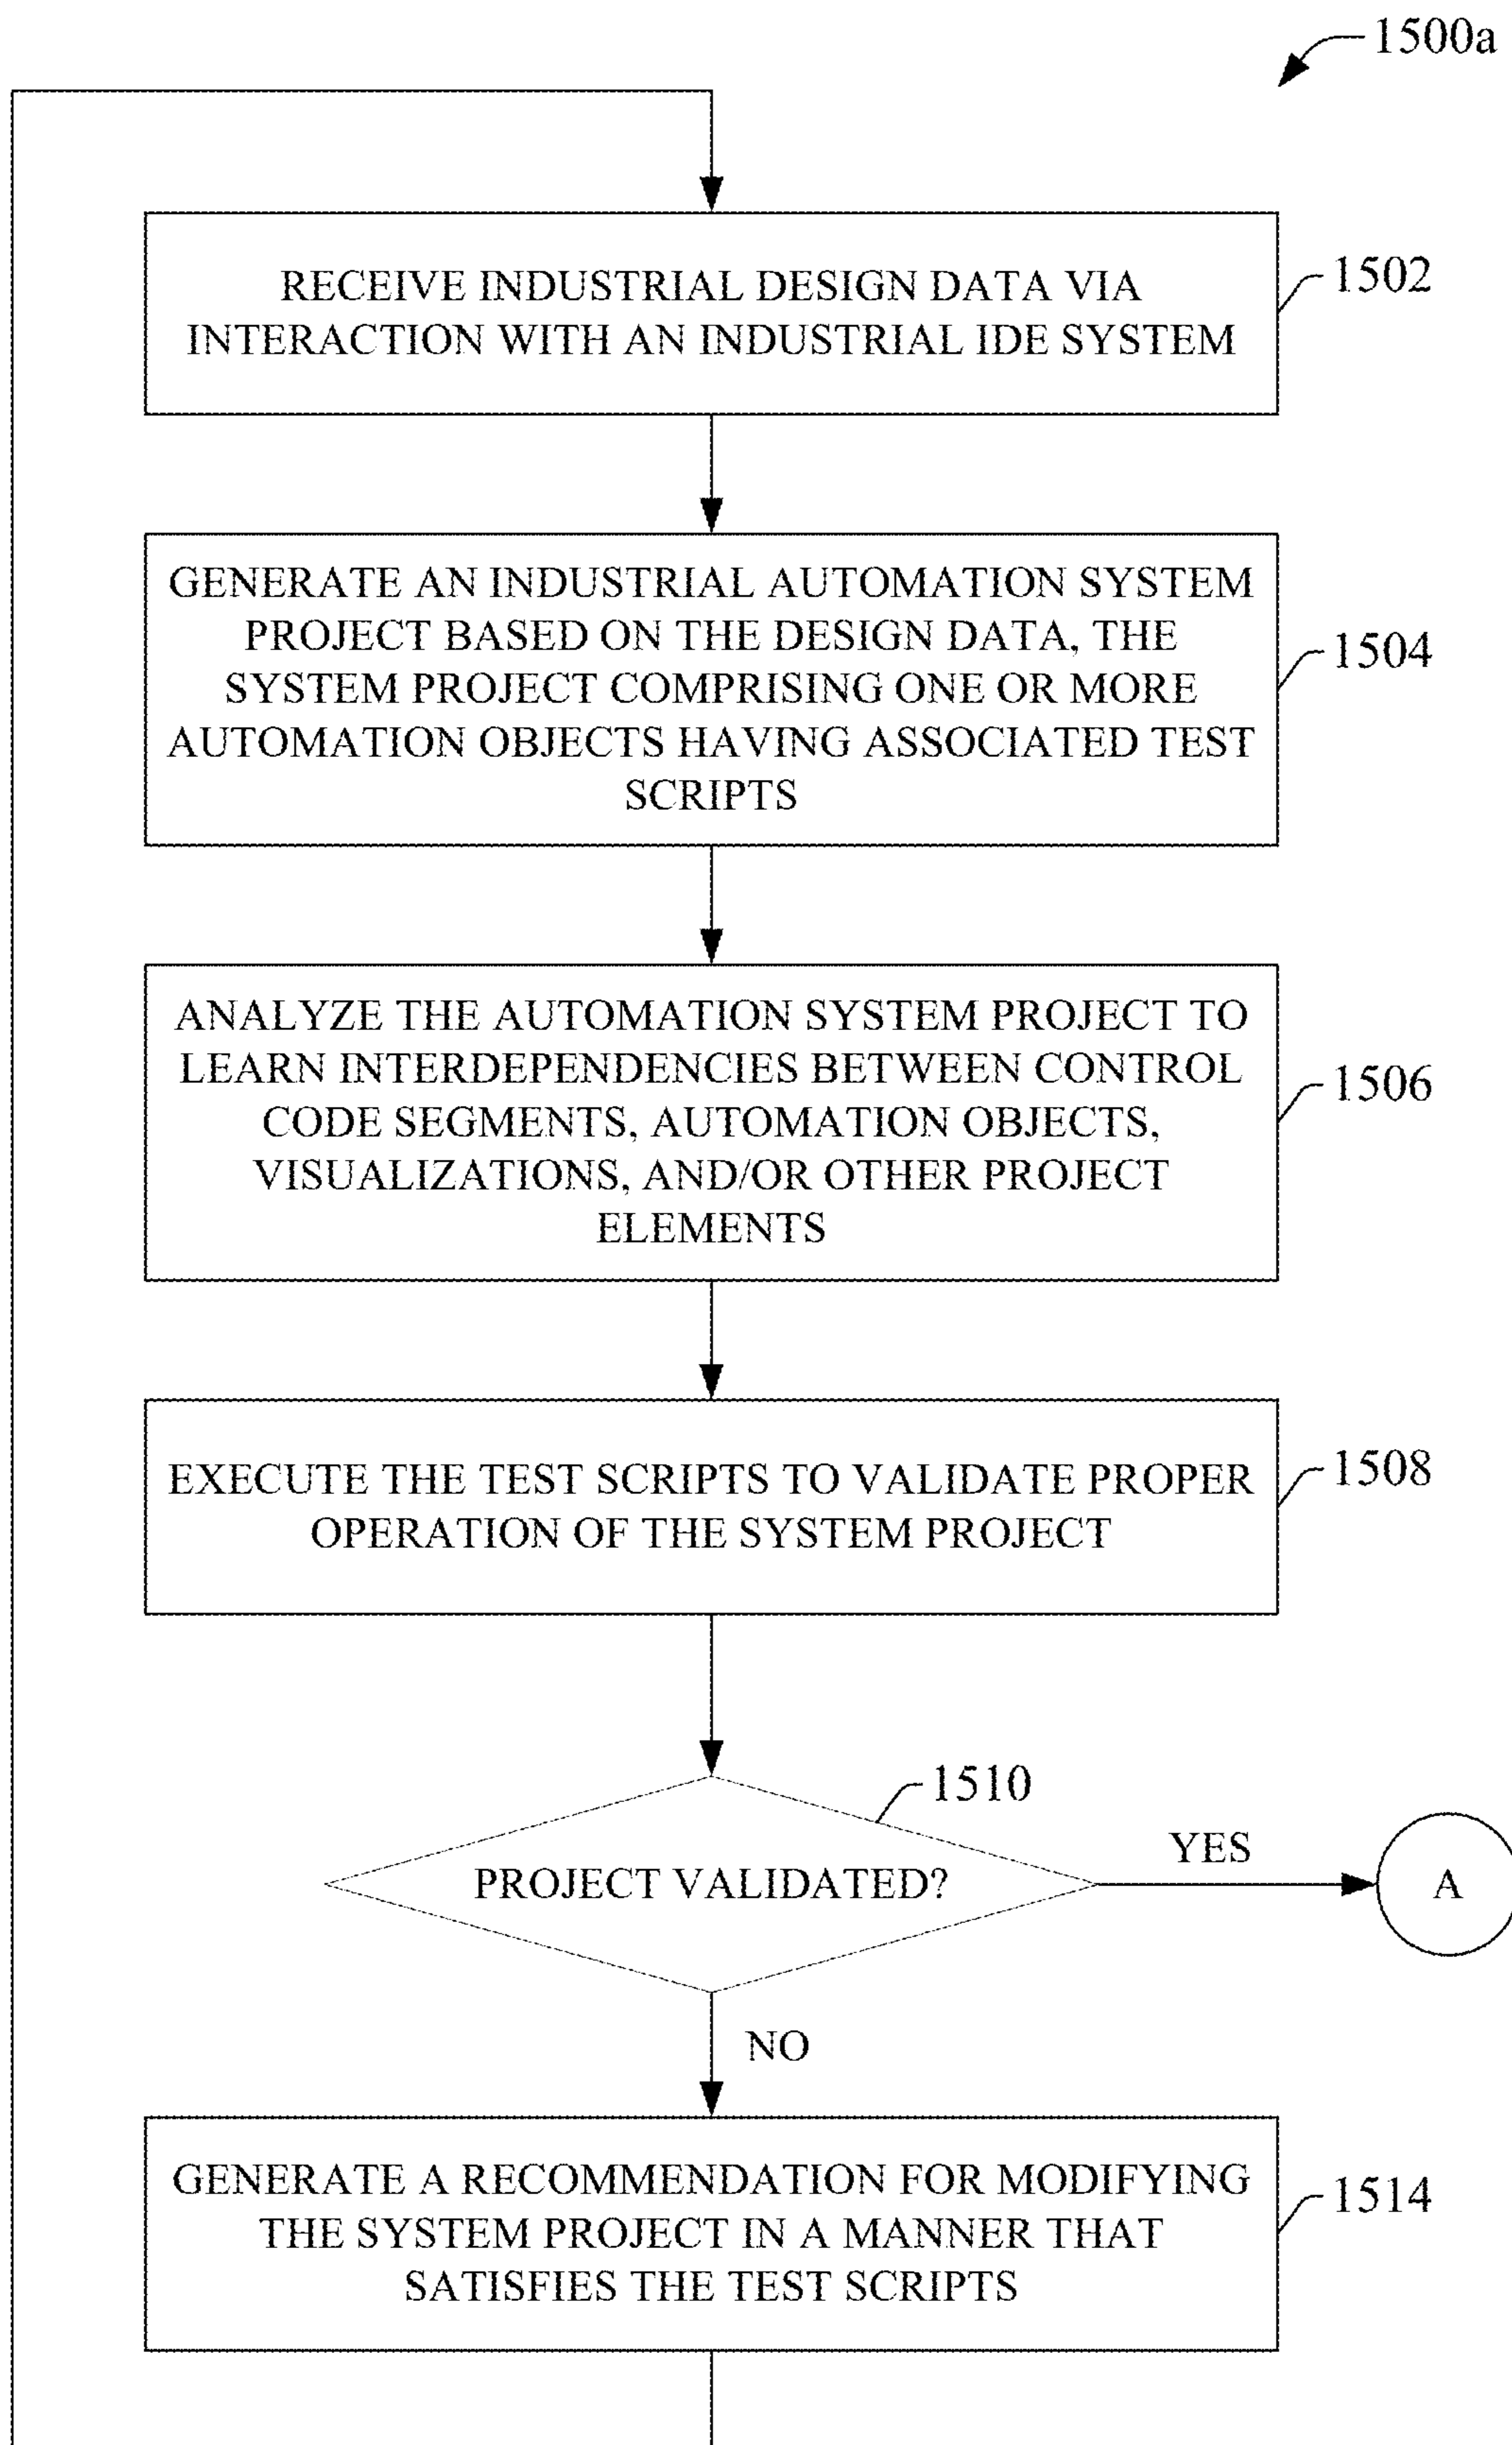 1500a
RECEIVE INDUSTRIAL DESIGN DATA VIA
INTERACTION WITH AN INDUSTRIAL IDE SYSTEM
1502
GENERATE AN INDUSTRIAL AUTOMATION SYSTEM
PROJECT BASED ON THE DESIGN DATA, THE
SYSTEM PROJECT COMPRISING ONE OR MORE
AUTOMATION OBJECTS HAVING ASSOCIATED TEST
SCRIPTS
1504
ANALYZE THE AUTOMATION SYSTEM PROJECT TO
LEARN INTERDEPENDENCIES BETWEEN CONTROL
CODE SEGMENTS, AUTOMATION OBJECTS,
VISUALIZATIONS, AND/OR OTHER PROJECT
ELEMENTS
1506
EXECUTE THE TEST SCRIPTS TO VALIDATE PROPER
OPERATION OF THE SYSTEM PROJECT
1508
1510
PROJECT VALIDATED?
YES
A
NO
GENERATE A RECOMMENDATION FOR MODIFYING
THE SYSTEM PROJECT IN A MANNER THAT
SATISFIES THE TEST SCRIPTS
1514